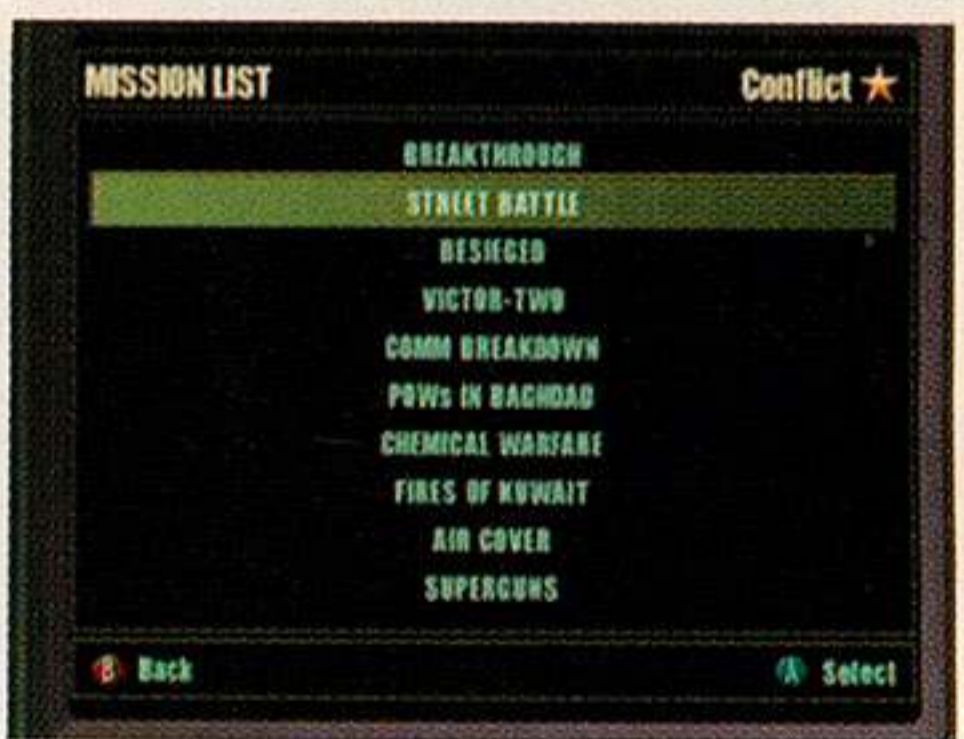 MISSION LIST
Conflict
BREAKTHROUGH
STREET BATTLE
BESIEGED
VICTOR-TWO
COMM BREAKDOWN
POWs IN BAGHDAD
CHEMICAL WARFARE
FIRES OF KUWAIT
AIR COVER
SUPERGUNS
B Back
A Select